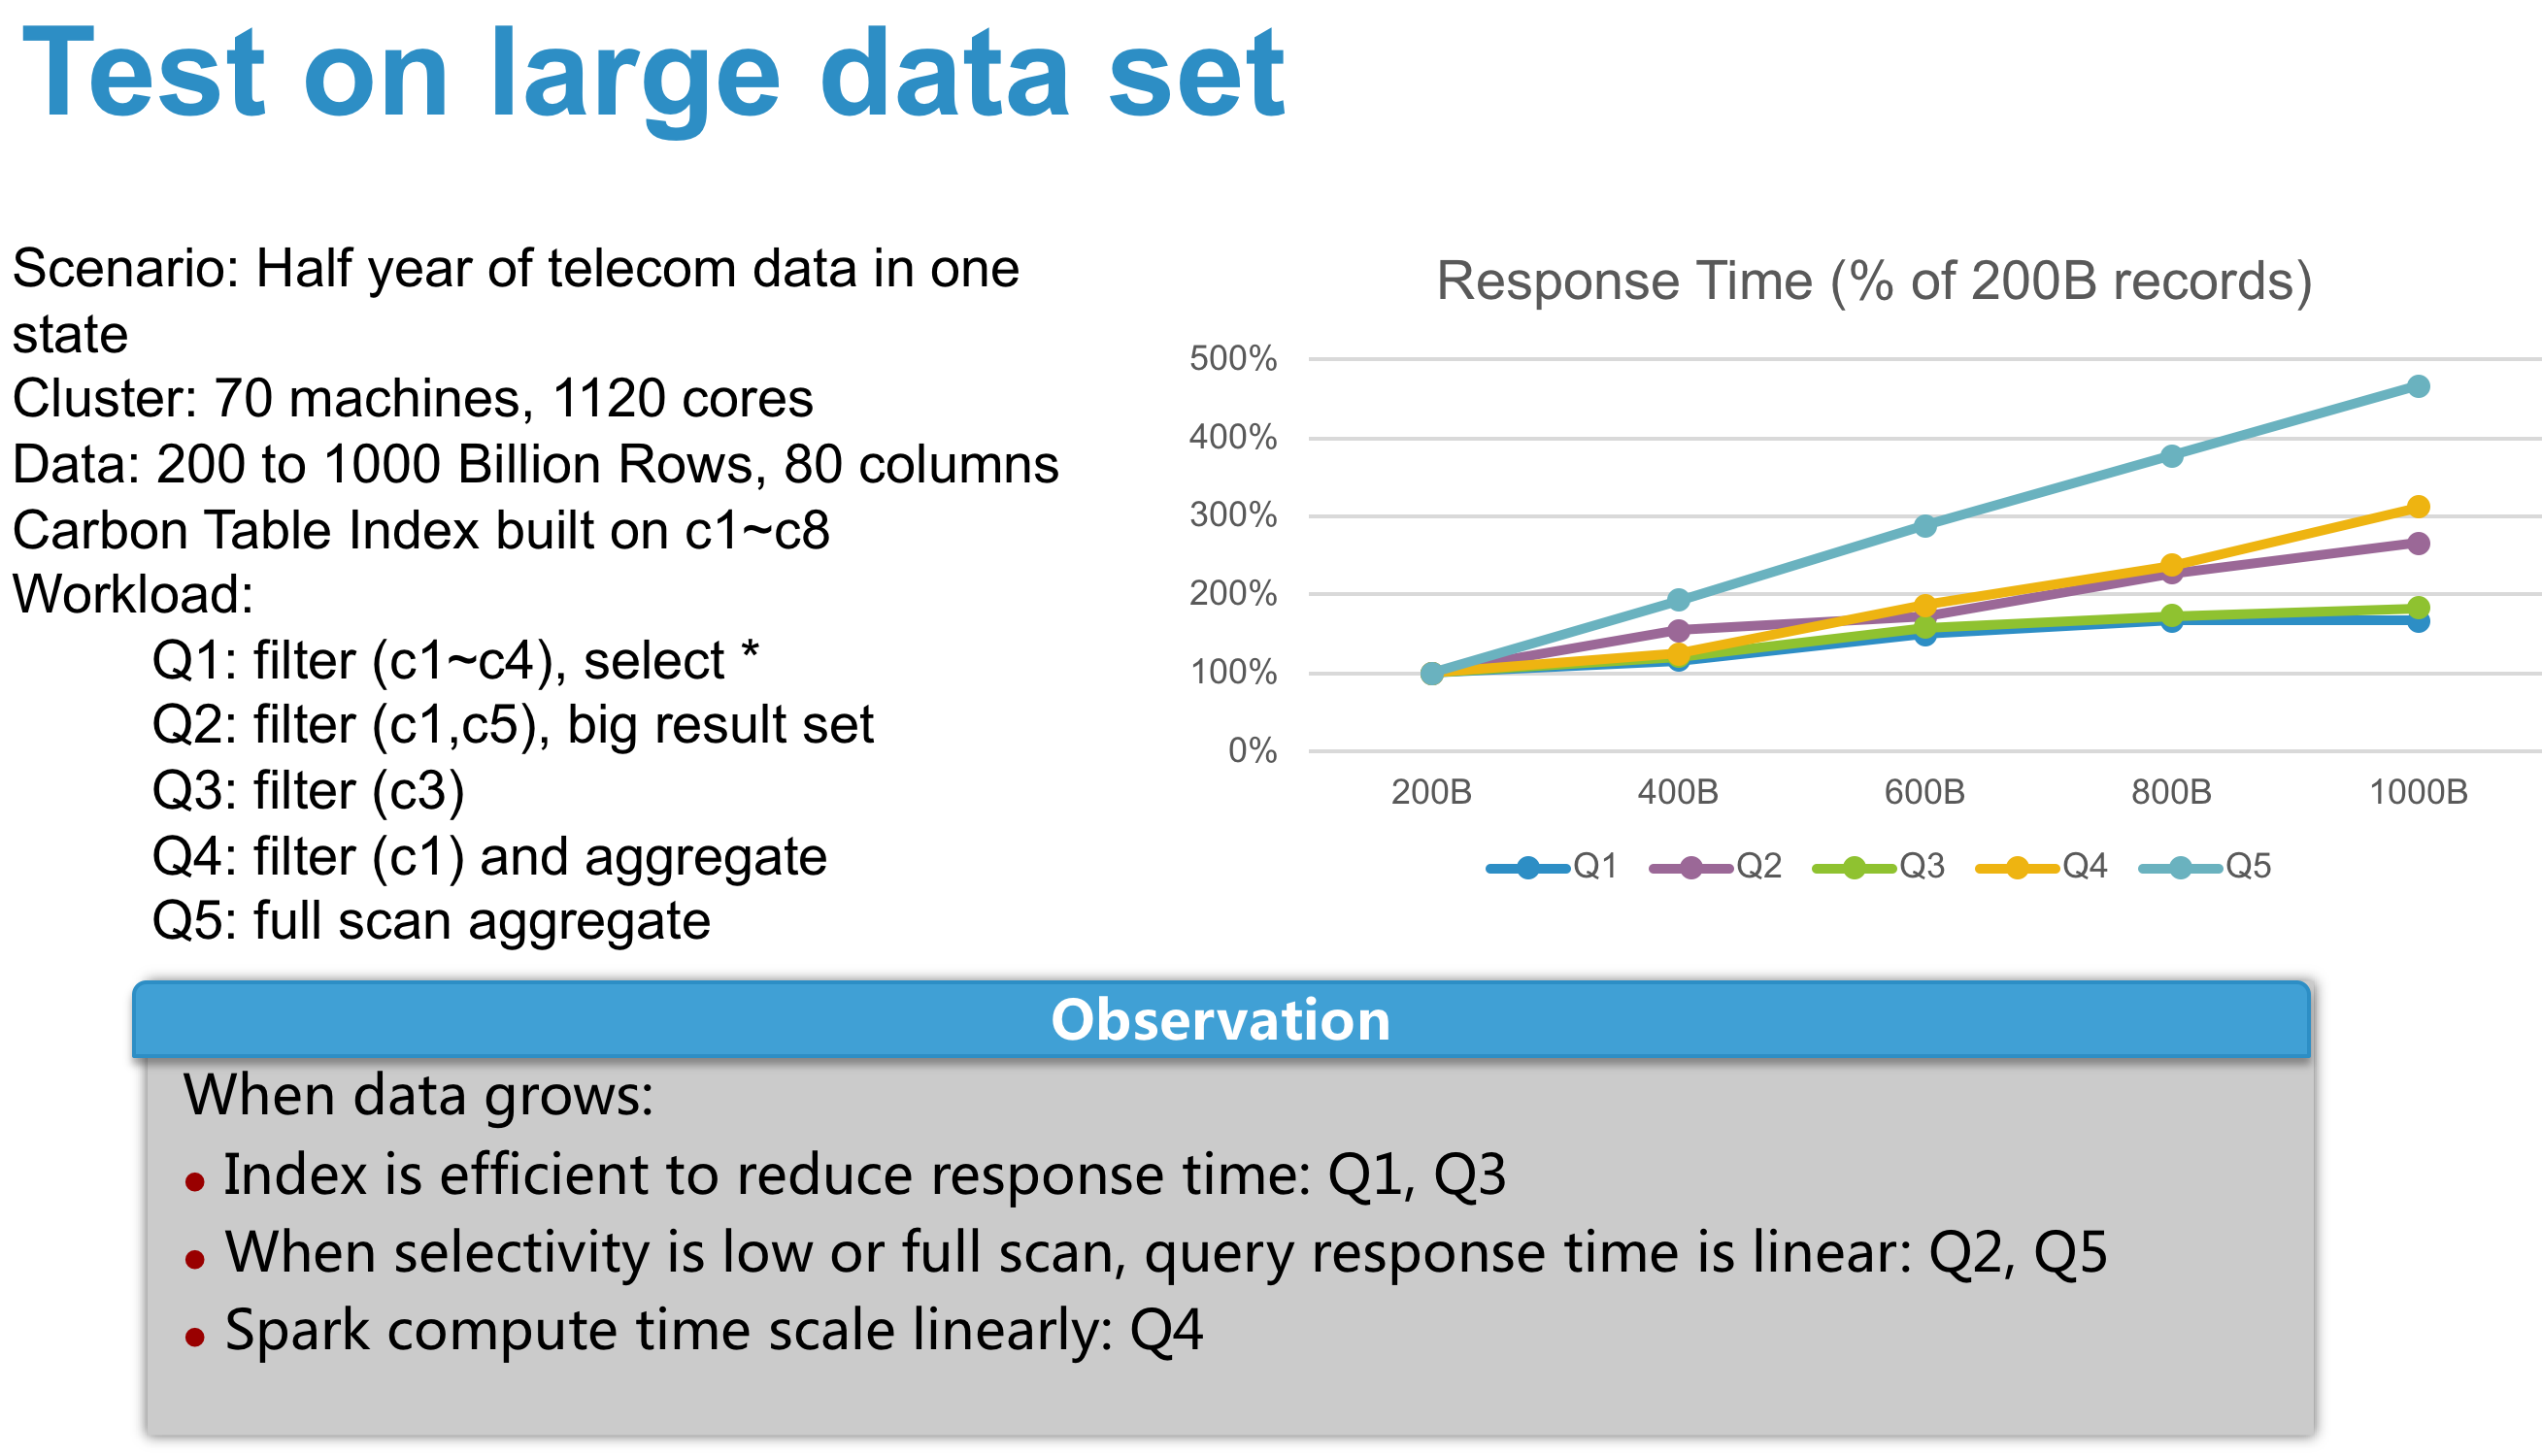 Test on large data set
Scenario: Half year of telecom data in one
state
Cluster: 70 machines, 1120 cores
Data: 200 to 1000 Billion Rows, 80 columns
Carbon Table Index built on c1~c8
Workload:
Q1: filter (c1~c4), select *
Q2: filter (c1,c5), big result set
Q3: filter (c3)
Q4: filter (c1) and aggregate
Q5: full scan aggregate
Response Time (% of 200B records)
500%
400%
300%
200%
100%
0%
200B 400B 600B 800B 1000B
Q1 Q2 Q3 Q4 Q5
Observation
When data grows:
• Index is efficient to reduce response time: Q1, Q3
• When selectivity is low or full scan, query response time is linear: Q2, Q5
• Spark compute time scale linearly: Q4